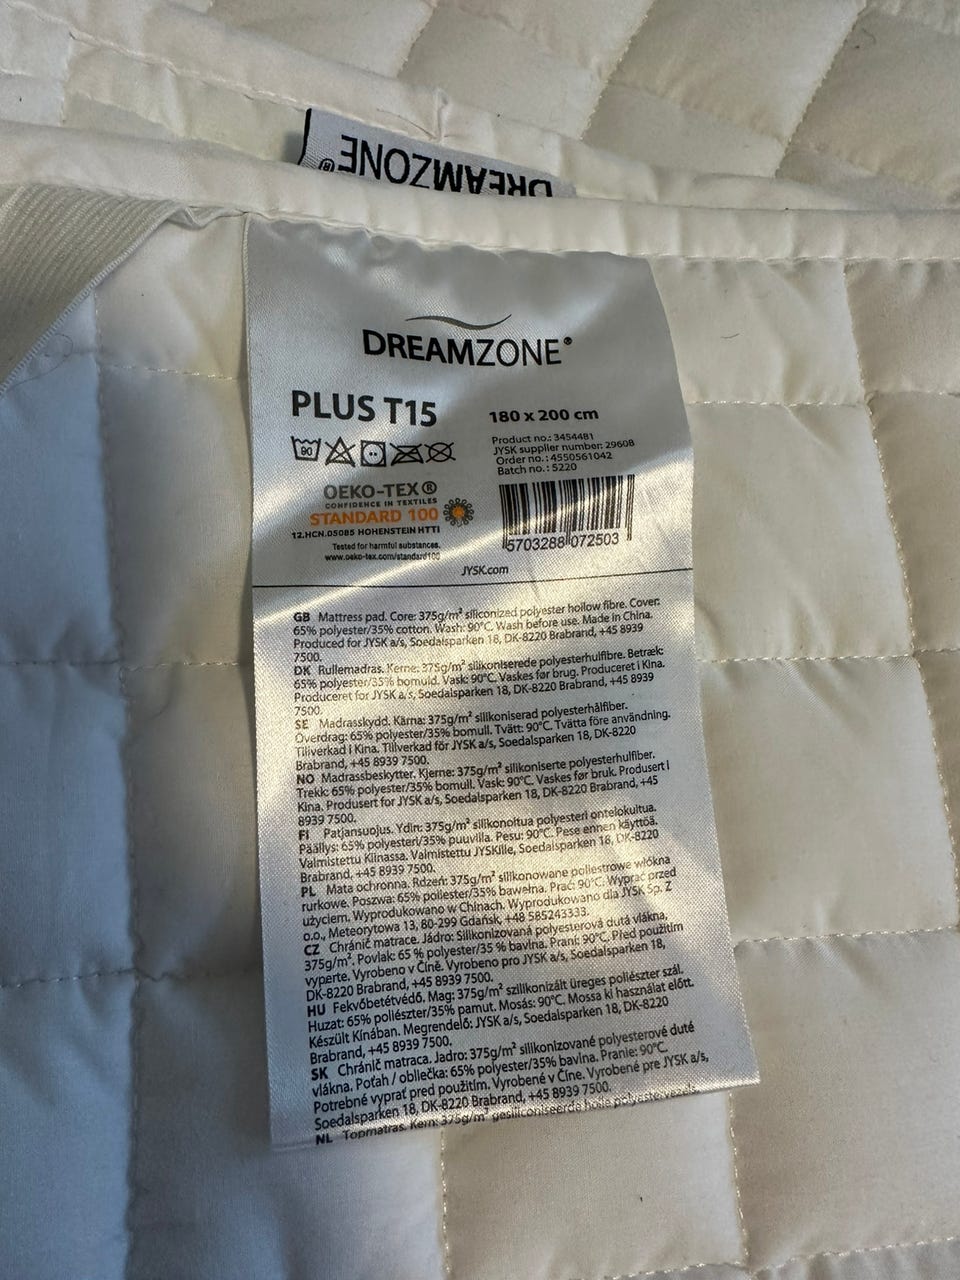 DREAMZONE®
DREAMZONE®
PLUS T15
180 x 200 cm
90
Product no.: 3454481
JYSK supplier number: 29608
Order no.: 4550561042
Batch no.: 5220
OEKO-TEX®
CONFIDENCE IN TEXTILES
STANDARD 100
12.HCN.05085 HOHENSTEIN HTTI
Tested for harmful substances.
www.oeko-tex.com/standard100
5703288 072503
JYSK.com
GB Mattress pad. Core: 375g/m² siliconized polyester hollow fibre. Cover:
65% polyester/35% cotton. Wash: 90°C. Wash before use. Made in China.
Produced for JYSK a/s, Soedalsparken 18, DK-8220 Brabrand, +45 8939
7500.
DK Rullemadras. Kerne: 375g/m² silikoniserede polyesterhulfibre. Betræk:
65% polyester/35% bomuld. Vask: 90°C. Vaskes før brug. Produceret i Kina.
Produceret for JYSK a/s, Soedalsparken 18, DK-8220 Brabrand, +45 8939
7500.
SE Madrasskydd. Kärna: 375g/m² silikoniserad polyesterhålfiber.
Överdrag: 65% polyester/35% bomull. Tvätt: 90°C. Tvätta före användning.
Tillverkad i Kina. Tillverkad för JYSK a/s, Soedalsparken 18, DK-8220
Brabrand, +45 8939 7500.
NO Madrassbeskytter. Kjerne: 375g/m² silikoniserte polyesterhulfiber.
Trekk: 65% polyester/35% bomull. Vask: 90°C. Vaskes før bruk. Produsert i
Kina. Produsert for JYSK a/s, Soedalsparken 18, DK-8220 Brabrand, +45
8939 7500.
FI Patjansuojus. Ydin: 375g/m² silikonoitua polyesteri ontelokuitua.
Päällys: 65% polyesteri/35% puuvilla. Pesu: 90°C. Pese ennen käyttöä.
Valmistettu Kiinassa. Valmistettu JYSKille, Soedalsparken 18, DK-8220
Brabrand, +45 8939 7500.
PL Mata ochronna. Rdzeń: 375g/m² silikonowane poliestrowe włókna
rurkowe. Poszwa: 65% poliester/35% bawełna. Prać: 90°C. Wyprać przed
użyciem. Wyprodukowano w Chinach. Wyprodukowano dla JYSK Sp. Z
o.o., Meteorytowa 13, 80-299 Gdańsk, +48 585243333.
CZ Chránič matrace. Jádro: Silikonizovaná polyesterová dutá vlákna,
375g/m². Povlak: 65 % polyester/35 % bavlna. Praní: 90°C. Před použitím
vyperte. Vyrobeno v Číně. Vyrobeno pro JYSK a/s, Soedalsparken 18,
DK-8220 Brabrand, +45 8939 7500.
HU Fekvőbetétvédő. Mag: 375g/m² szilikonizált üreges poliészter szál.
Huzat: 65% poliészter/35% pamut. Mosás: 90°C. Mossa ki használat előtt.
Készült Kínában. Megrendelő: JYSK a/s, Soedalsparken 18, DK-8220
Brabrand, +45 8939 7500.
SK Chránič matraca. Jadro: 375g/m² silikonizované polyesterové duté
vlákna. Poťah / obliečka: 65% polyester/35% bavlna. Pranie: 90°C.
Potrebné vyprať pred použitím. Vyrobené v Číne. Vyrobené pre JYSK a/s,
Soedalsparken 18, DK-8220 Brabrand, +45 8939 7500.
NL Topmatras. Kern: 375g/m² gesiliconiseerde holle